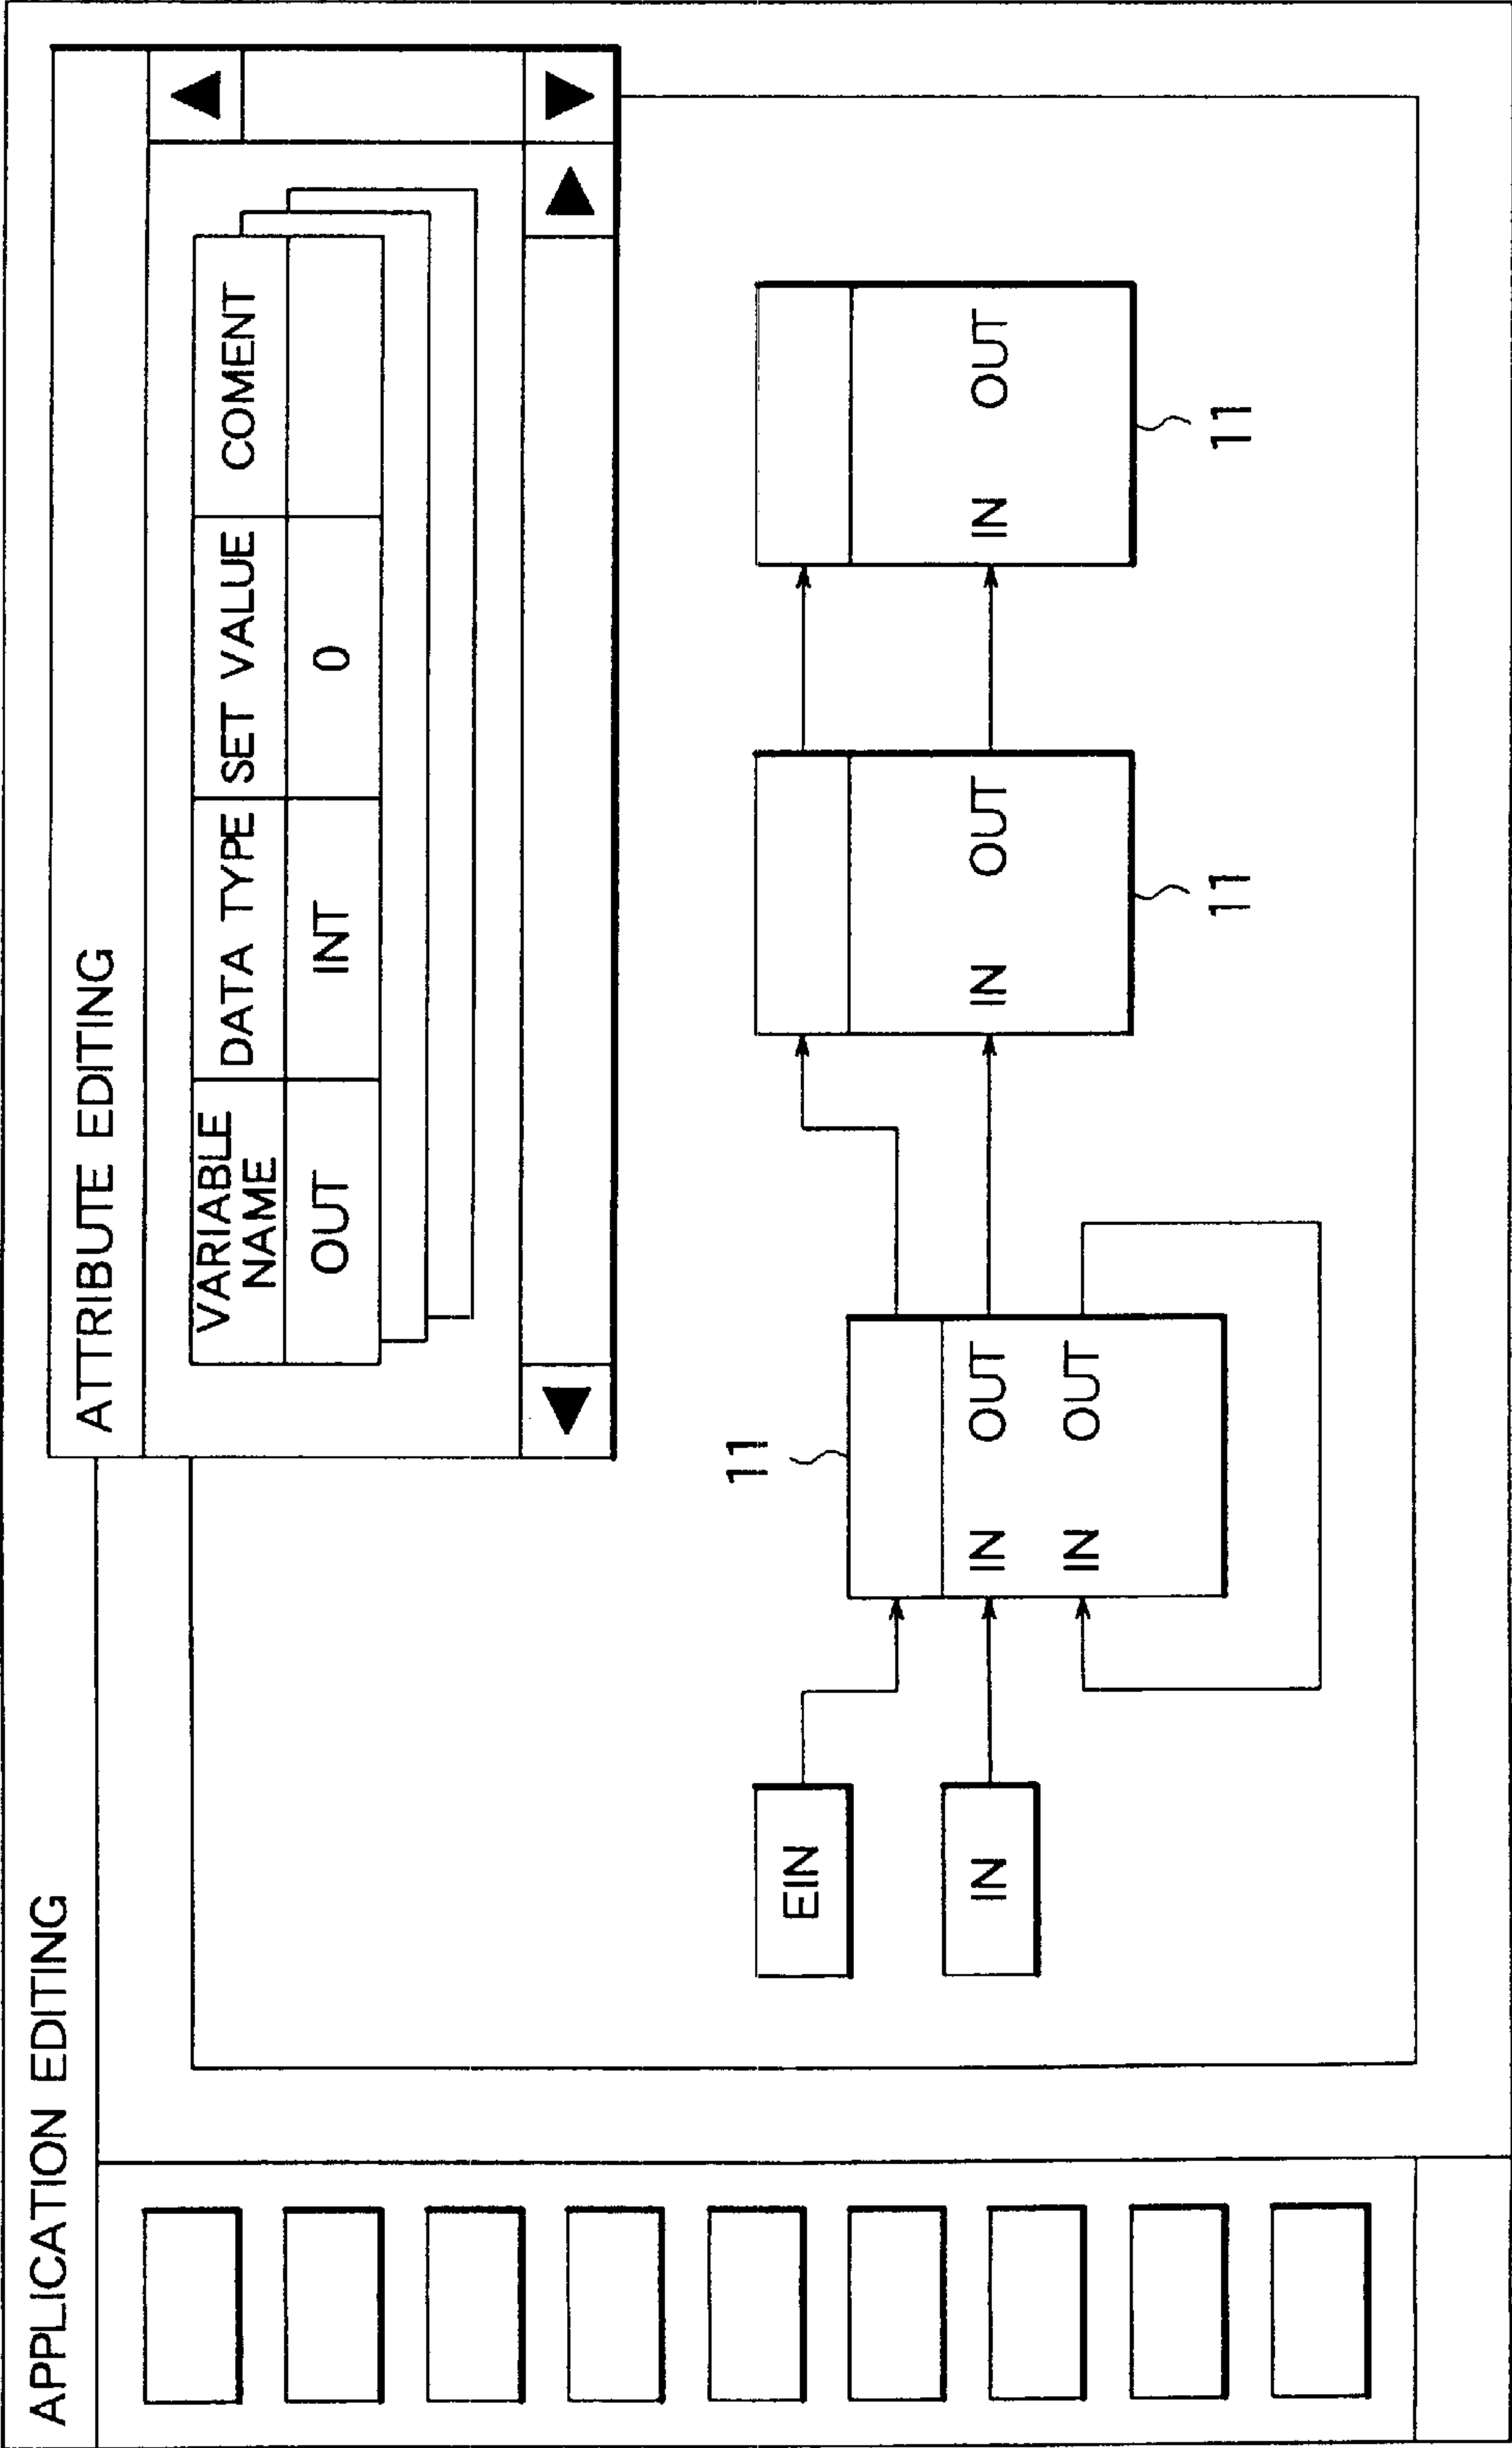 APPLICATION EDITING
ATTRIBUTE EDITING
VARIABLE
NAME
DATA TYPE
SET VALUE
COMENT
OUT
INT
0
11
EIN
IN
IN OUT
IN OUT
IN OUT
11
IN OUT
11